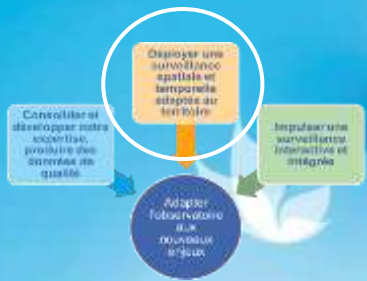 Déployer une
surveillance
spatiale et
temporelle
adaptée au
territoire
Consolider et
développer notre
expertise,
produire des
données de
qualité
Impulser une
surveillance
interactive et
intégrée
Adapter
l'observatoire
aux
nouveaux
enjeux